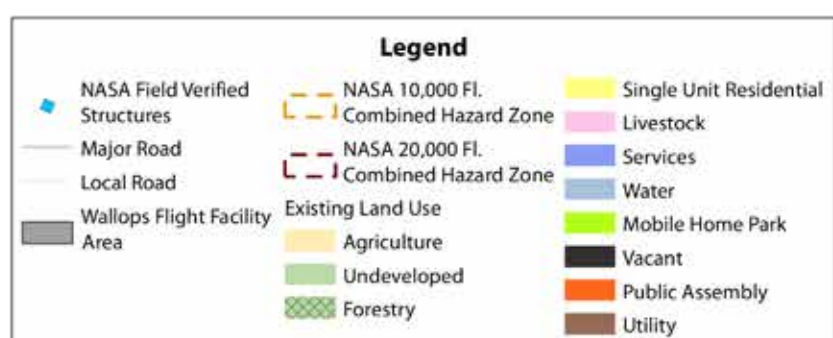 Legend
NASA Field Verified
Structures
Major Road
Local Road
Wallops Flight Facility
Area
NASA 10,000 Fl.
Combined Hazard Zone
NASA 20,000 Fl.
Combined Hazard Zone
Existing Land Use
Agriculture
Undeveloped
Forestry
Single Unit Residential
Livestock
Services
Water
Mobile Home Park
Vacant
Public Assembly
Utility